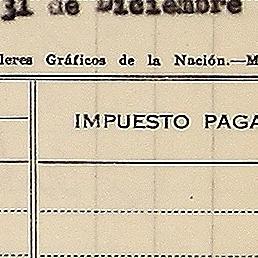 31 de Diciembre
leres Gráficos de la Nación.—M
IMPUESTO PAGA